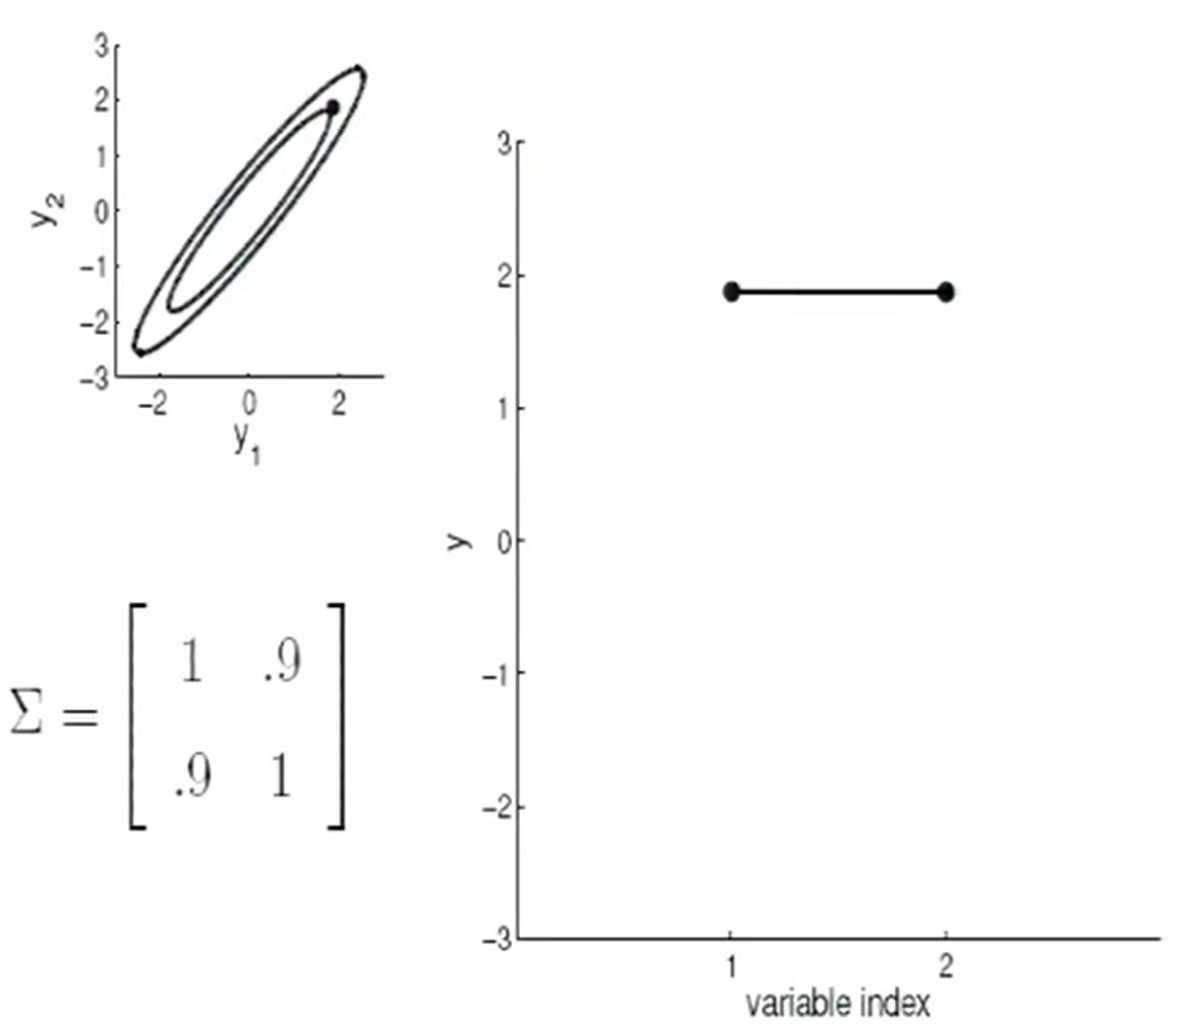 3
2
1
0
−1
−2
−3
y₂
−2 0 2
y₁
Σ = [ 1 .9
.9 1 ]
3
2
1
0
−1
−2
−3
y
1 2
variable index